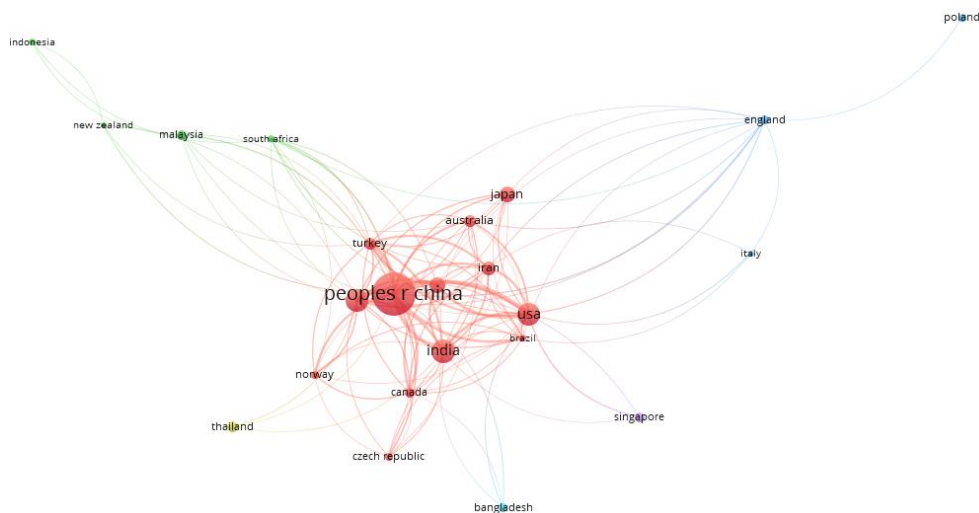 poland
indonesia
england
new zealand
malaysia
south africa
japan
australia
turkey
iran
italy
peoples r china
usa
brazil
india
norway
canada
singapore
thailand
czech republic
bangladesh